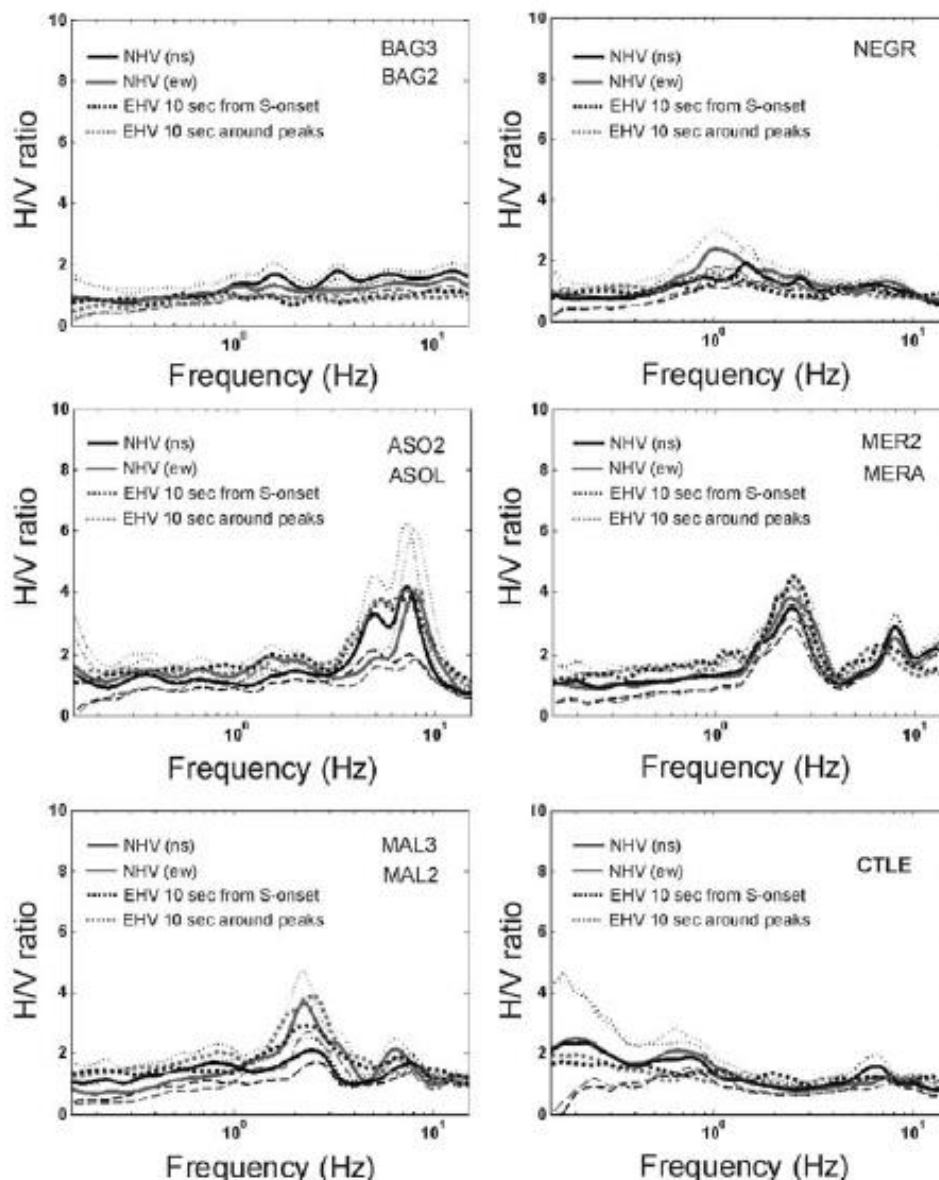 10
8
6
4
2
0
H/V ratio
NHV (ns)
NHV (ew)
EHV 10 sec from S-onset
EHV 10 sec around peaks
BAG3
BAG2
10⁰
10¹
Frequency (Hz)
10
8
6
4
2
0
H/V ratio
NHV (ns)
NHV (ew)
EHV 10 sec from S-onset
EHV 10 sec around peaks
NEGR
10⁰
10¹
Frequency (Hz)
10
8
6
4
2
0
H/V ratio
NHV (ns)
NHV (ew)
EHV 10 sec from S-onset
EHV 10 sec around peaks
ASO2
ASOL
10⁰
10¹
Frequency (Hz)
10
8
6
4
2
0
H/V ratio
NHV (ns)
NHV (ew)
EHV 10 sec from S-onset
EHV 10 sec around peaks
MER2
MERA
10⁰
10¹
Frequency (Hz)
10
8
6
4
2
0
H/V ratio
NHV (ns)
NHV (ew)
EHV 10 sec from S-onset
EHV 10 sec around peaks
MAL3
MAL2
10⁰
10¹
Frequency (Hz)
10
8
6
4
2
0
H/V ratio
NHV (ns)
NHV (ew)
EHV 10 sec from S-onset
EHV 10 sec around peaks
CTLE
10⁰
10¹
Frequency (Hz)